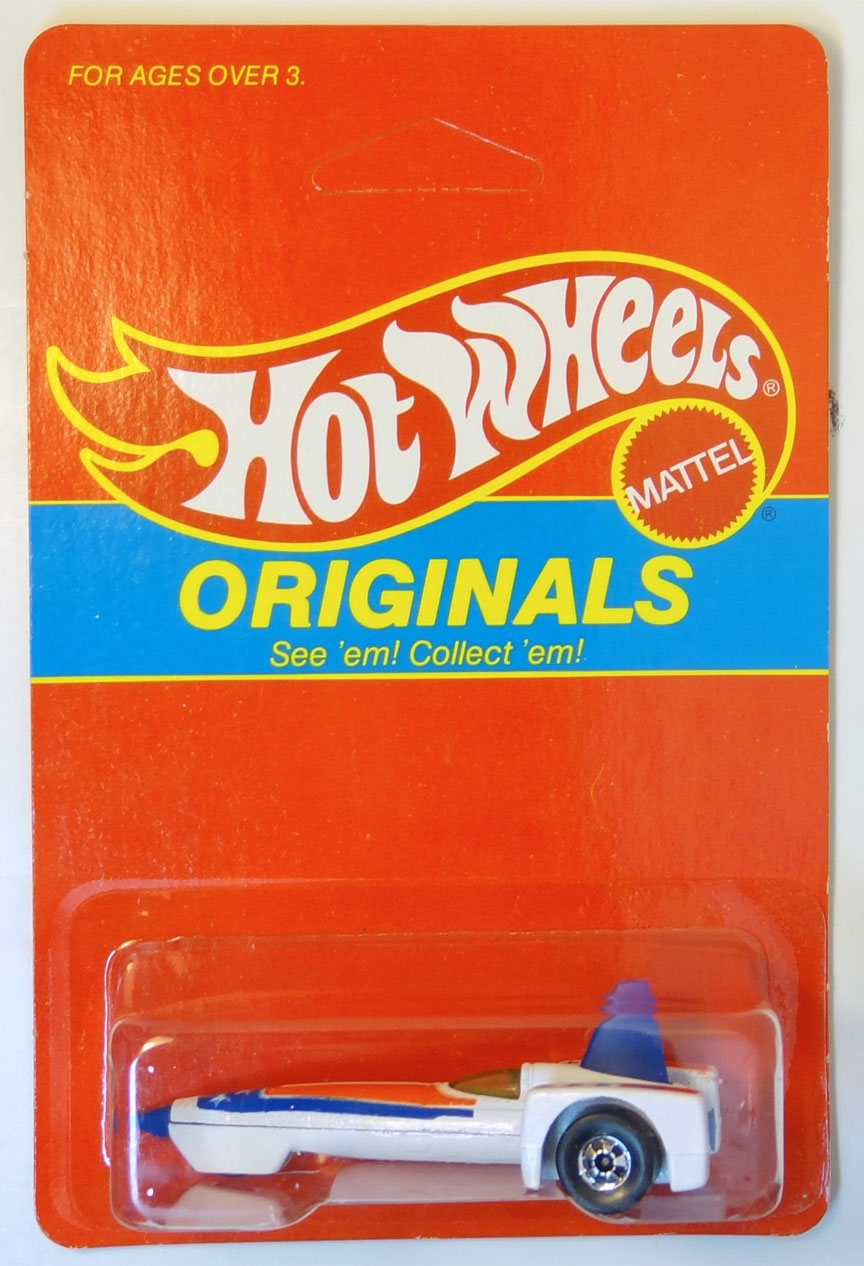 FOR AGES OVER 3.
HOT WHEELS ®
MATTEL ®
ORIGINALS
See 'em! Collect 'em!